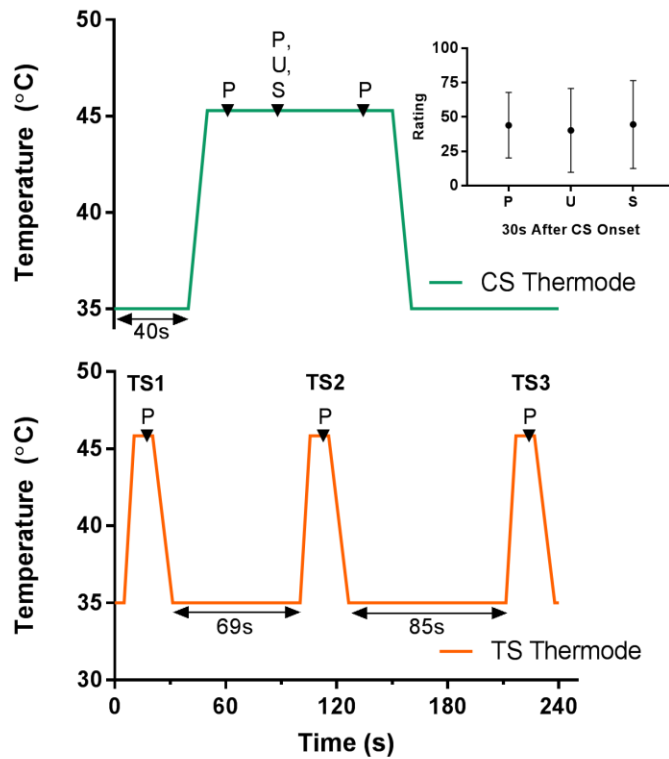 Temperature (°C)
50
45
35
P
P,
U,
S
P
40s
CS Thermode
Rating
100
75
50
25
0
P U S
30s After CS Onset
Temperature (°C)
50
45
40
35
30
TS1 TS2 TS3
P P P
69s 85s
TS Thermode
0 60 120 180 240
Time (s)